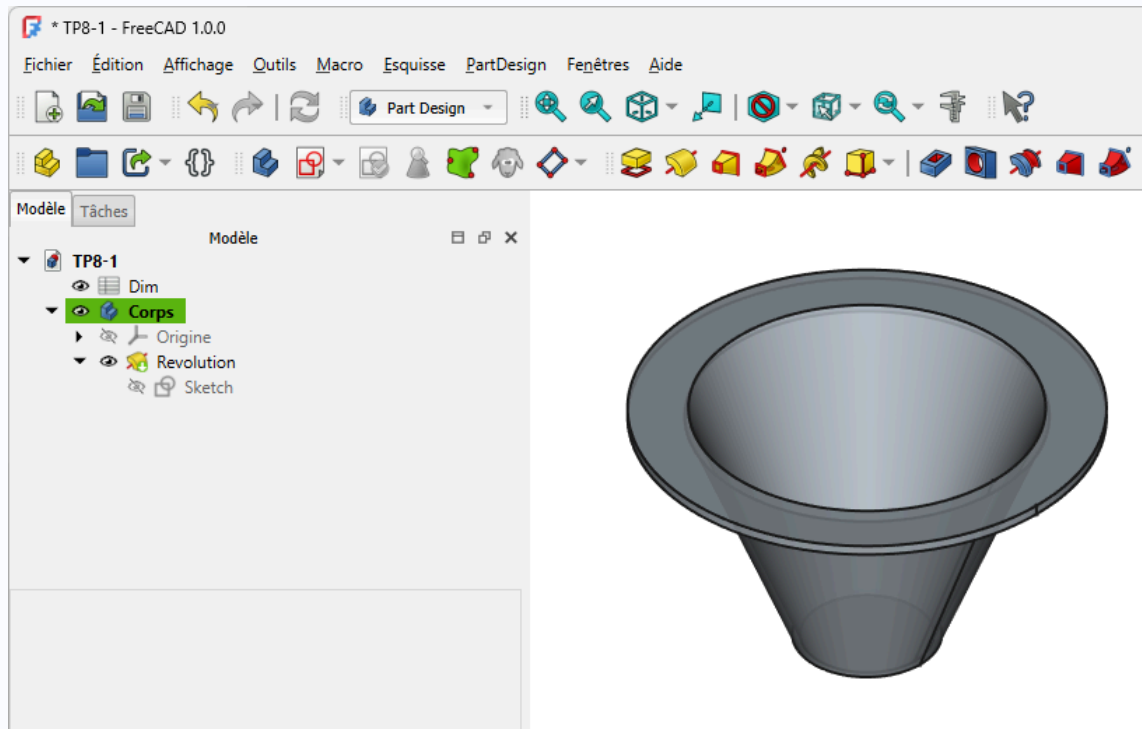 * TP8-1 - FreeCAD 1.0.0
Fichier Édition Affichage Outils Macro Esquisse PartDesign Fenêtres Aide
Part Design
Modèle Tâches
Modèle
TP8-1
Dim
Corps
Origine
Revolution
Sketch